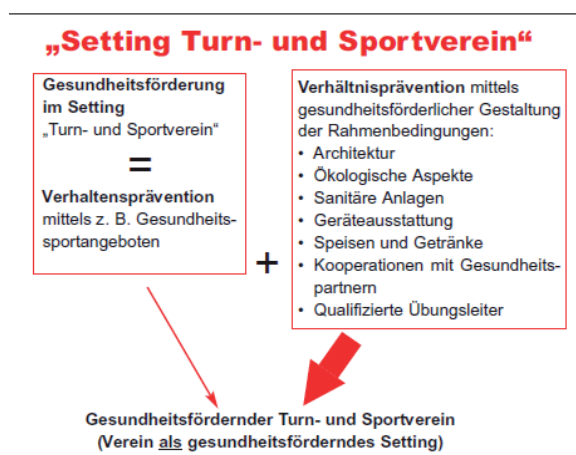 „Setting Turn- und Sportverein“
Gesundheitsförderung
im Setting
„Turn- und Sportverein“
=
Verhaltensprävention
mittels z. B. Gesundheits-
sportangeboten
+
Verhältnisprävention mittels
gesundheitsförderlicher Gestaltung
der Rahmenbedingungen:
• Architektur
• Ökologische Aspekte
• Sanitäre Anlagen
• Geräteausstattung
• Speisen und Getränke
• Kooperationen mit Gesundheits-
partnern
• Qualifizierte Übungsleiter
Gesundheitsfördernder Turn- und Sportverein
(Verein als gesundheitsförderndes Setting)